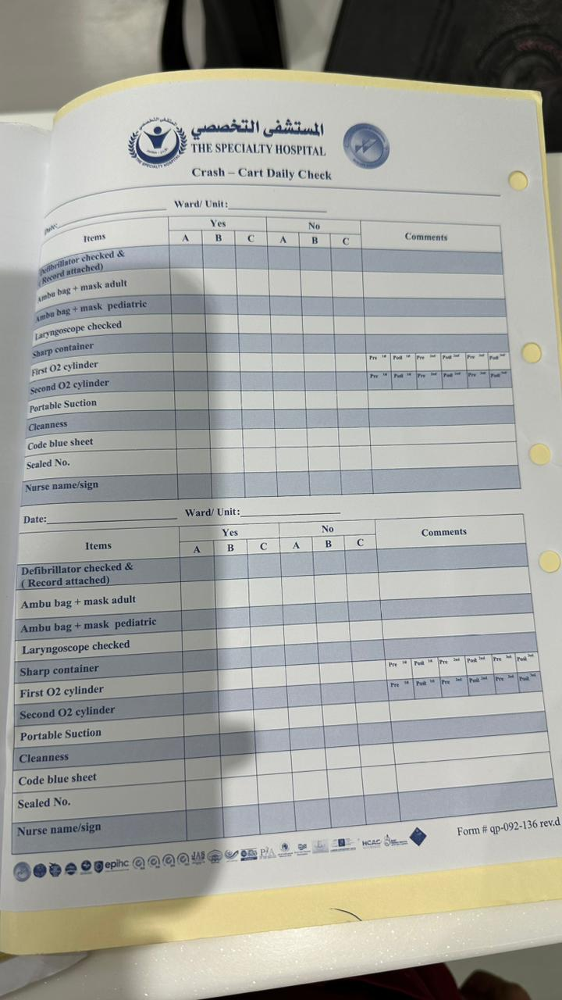 المستشفى التخصصي
THE SPECIALTY HOSPITAL
Crash – Cart Daily Check
Date: Ward/ Unit:
Items Yes No Comments
A B C A B C
Defibrillator checked &
( Record attached)
Ambu bag + mask adult
Ambu bag + mask pediatric
Laryngoscope checked
Sharp container
First O2 cylinder Pre 1st Post 1st Pre 2nd Post 2nd Pre 3rd Post 3rd
Second O2 cylinder Pre 1st Post 1st Pre 2nd Post 2nd Pre 3rd Post 3rd
Portable Suction
Cleanness
Code blue sheet
Sealed No.
Nurse name/sign
Date: Ward/ Unit:
Items Yes No Comments
A B C A B C
Defibrillator checked &
( Record attached)
Ambu bag + mask adult
Ambu bag + mask pediatric
Laryngoscope checked
Sharp container
First O2 cylinder Pre 1st Post 1st Pre 2nd Post 2nd Pre 3rd Post 3rd
Second O2 cylinder Pre 1st Post 1st Pre 2nd Post 2nd Pre 3rd Post 3rd
Portable Suction
Cleanness
Code blue sheet
Sealed No.
Nurse name/sign
Form # qp-092-136 rev.d
epihc JAS HCAC